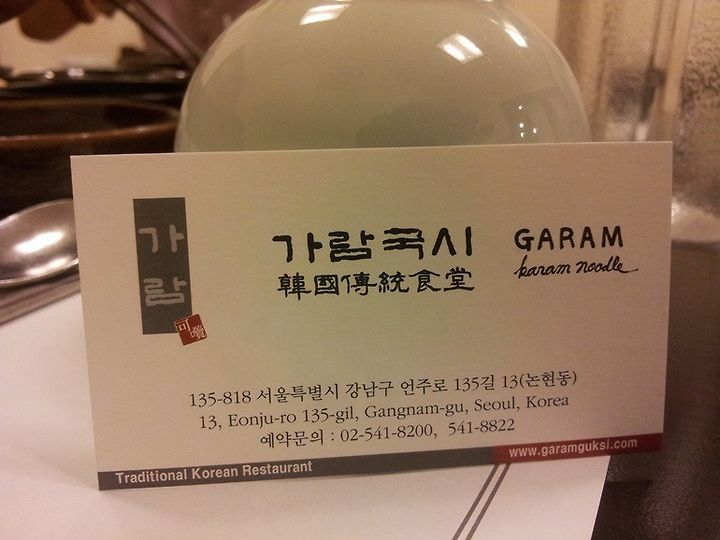 가람
가람국시
韓國傳統食堂
GARAM
karam noodle
135-818 서울특별시 강남구 언주로 135길 13(논현동)
13, Eonju-ro 135-gil, Gangnam-gu, Seoul, Korea
예약문의 : 02-541-8200, 541-8822
www.garamguksi.com
Traditional Korean Restaurant